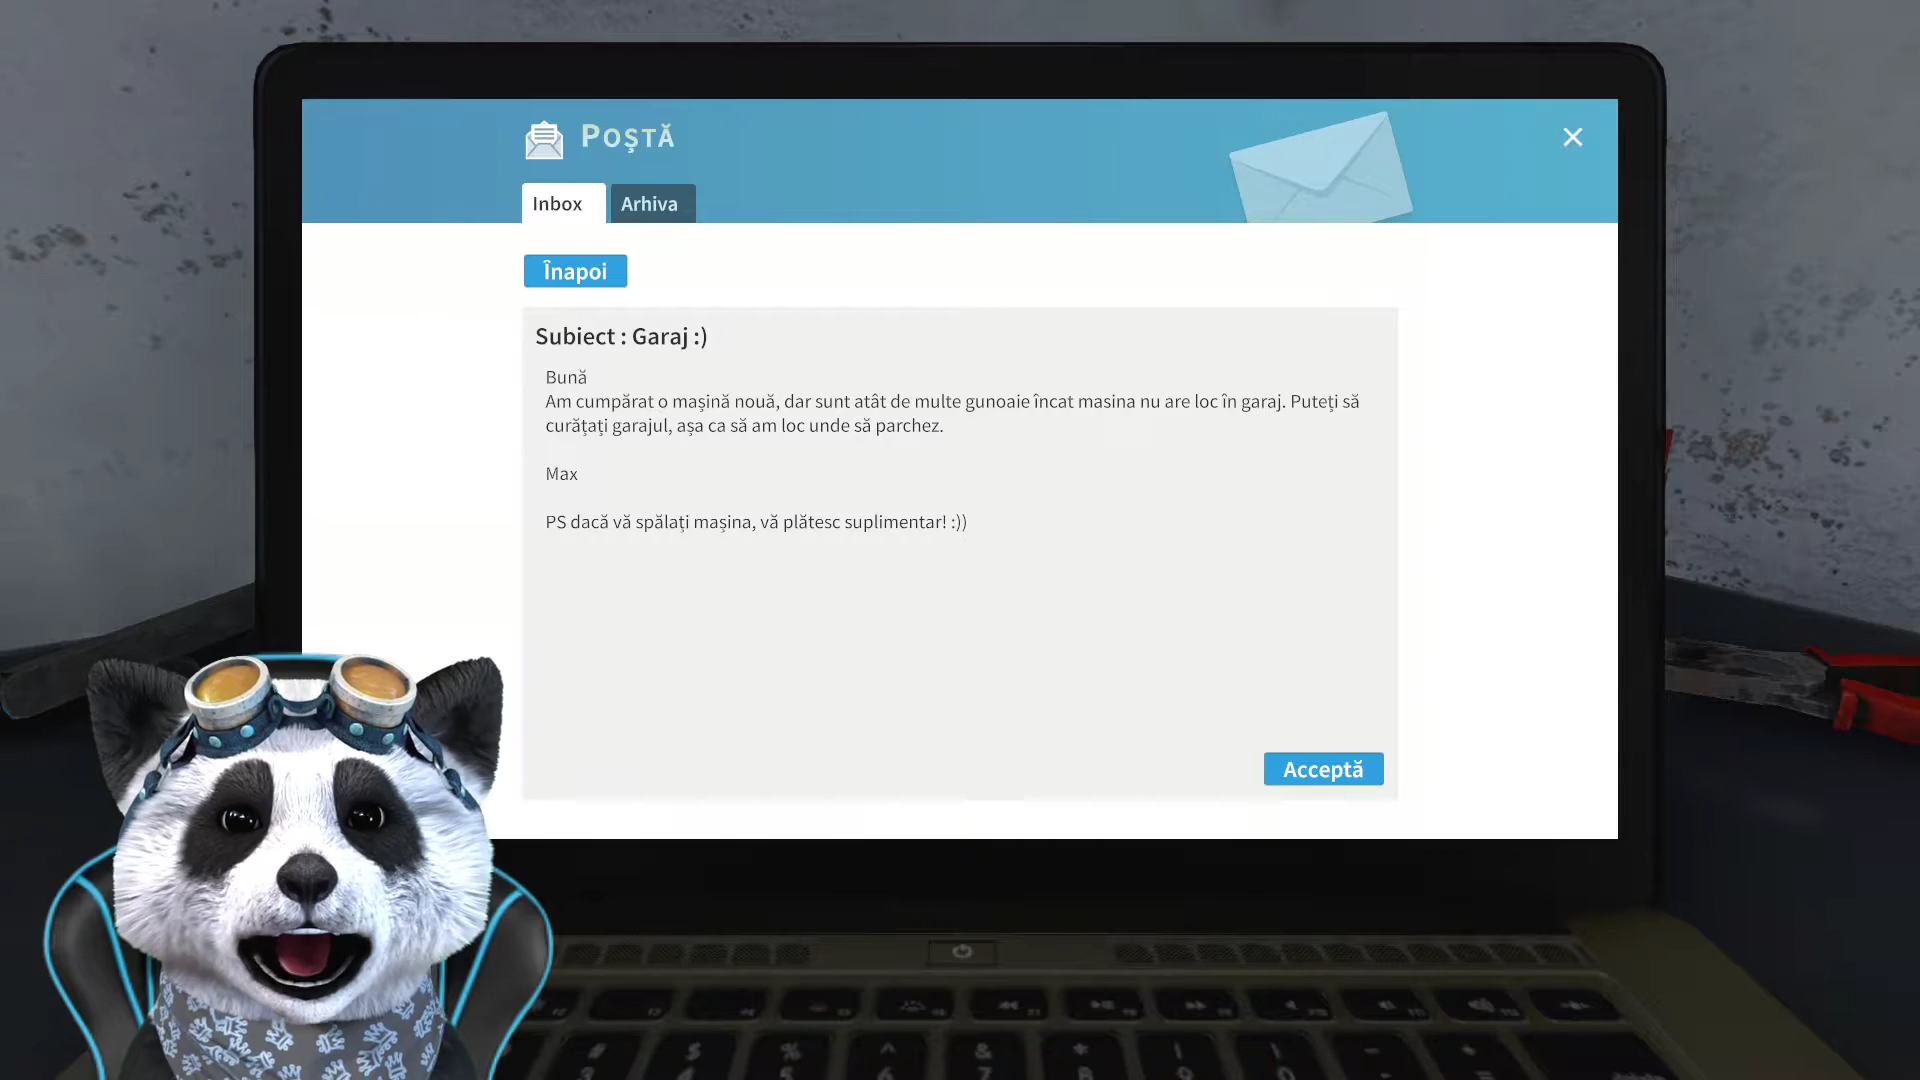 Poștă
Inbox
Arhiva
Înapoi
Subiect : Garaj :)
Bună
Am cumpărat o mașină nouă, dar sunt atât de multe gunoaie încat masina nu are loc în garaj. Puteți să
curățați garajul, așa ca să am loc unde să parchez.
Max
PS dacă vă spălați mașina, vă plătesc suplimentar! :))
Acceptă